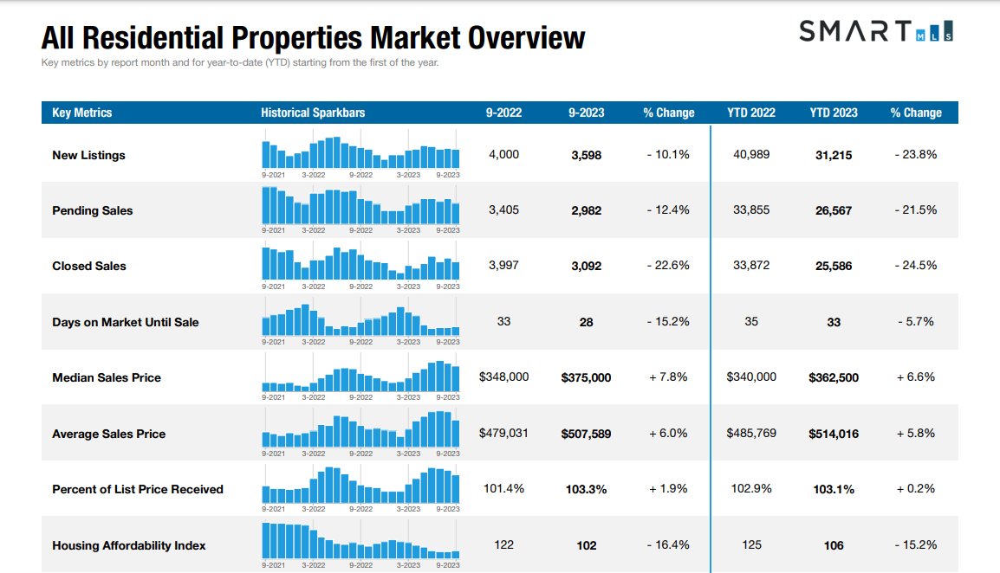 All Residential Properties Market Overview
SMART MLS
Key metrics by report month and for year-to-date (YTD) starting from the first of the year.
Key Metrics Historical Sparkbars 9-2022 9-2023 % Change YTD 2022 YTD 2023 % Change
New Listings 4,000 3,598 - 10.1% 40,989 31,215 - 23.8%
9-2021 3-2022 9-2022 3-2023 9-2023
Pending Sales 3,405 2,982 - 12.4% 33,855 26,567 - 21.5%
9-2021 3-2022 9-2022 3-2023 9-2023
Closed Sales 3,997 3,092 - 22.6% 33,872 25,586 - 24.5%
9-2021 3-2022 9-2022 3-2023 9-2023
Days on Market Until Sale 33 28 - 15.2% 35 33 - 5.7%
9-2021 3-2022 9-2022 3-2023 9-2023
Median Sales Price $348,000 $375,000 + 7.8% $340,000 $362,500 + 6.6%
9-2021 3-2022 9-2022 3-2023 9-2023
Average Sales Price $479,031 $507,589 + 6.0% $485,769 $514,016 + 5.8%
9-2021 3-2022 9-2022 3-2023 9-2023
Percent of List Price Received 101.4% 103.3% + 1.9% 102.9% 103.1% + 0.2%
9-2021 3-2022 9-2022 3-2023 9-2023
Housing Affordability Index 122 102 - 16.4% 125 106 - 15.2%
9-2021 3-2022 9-2022 3-2023 9-2023